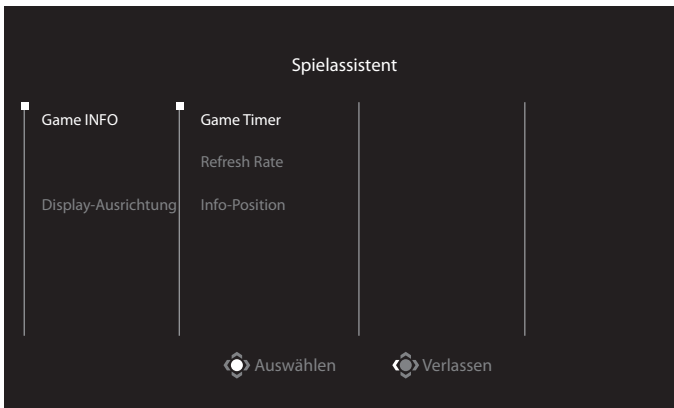 Spielassistent
Game INFO
Game Timer
Refresh Rate
Display-Ausrichtung
Info-Position
Auswählen
Verlassen